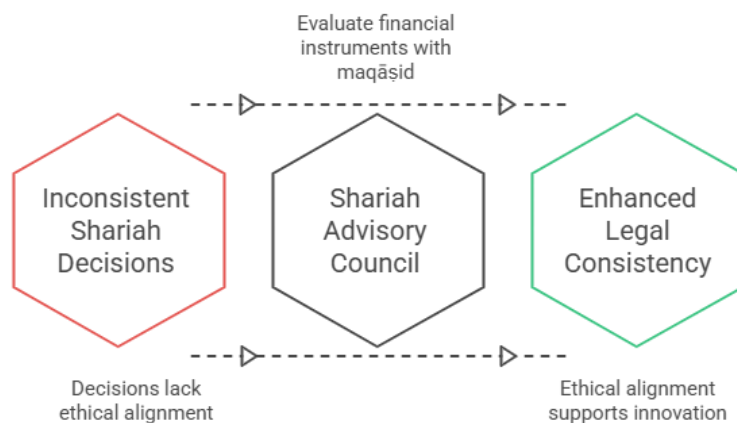 Evaluate financial
instruments with
maqāṣid
Inconsistent
Shariah
Decisions
Shariah
Advisory
Council
Enhanced
Legal
Consistency
Decisions lack
ethical alignment
Ethical alignment
supports innovation